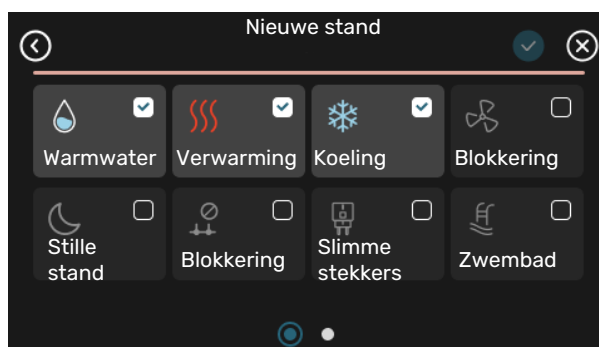 Nieuwe stand
Warmwater
Verwarming
Koeling
Blokkering
Stille
stand
Blokkering
Slimme
stekkers
Zwembad